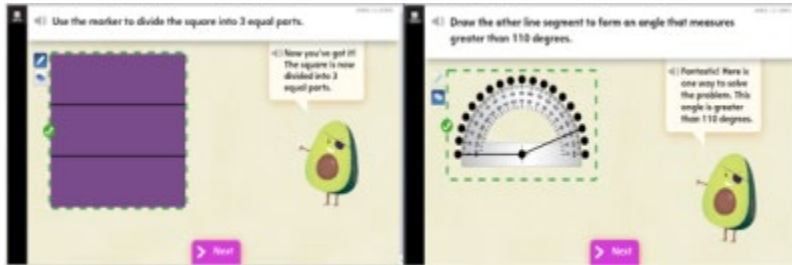 Use the marker to divide the square into 3 equal parts.
Now you've got it!
The square is now
divided into 3
equal parts.
Next
Draw the other line segment to form an angle that measures
greater than 110 degrees.
Fantastic! Here is
one way to solve
the problem. This
angle is greater
than 110 degrees.
Next